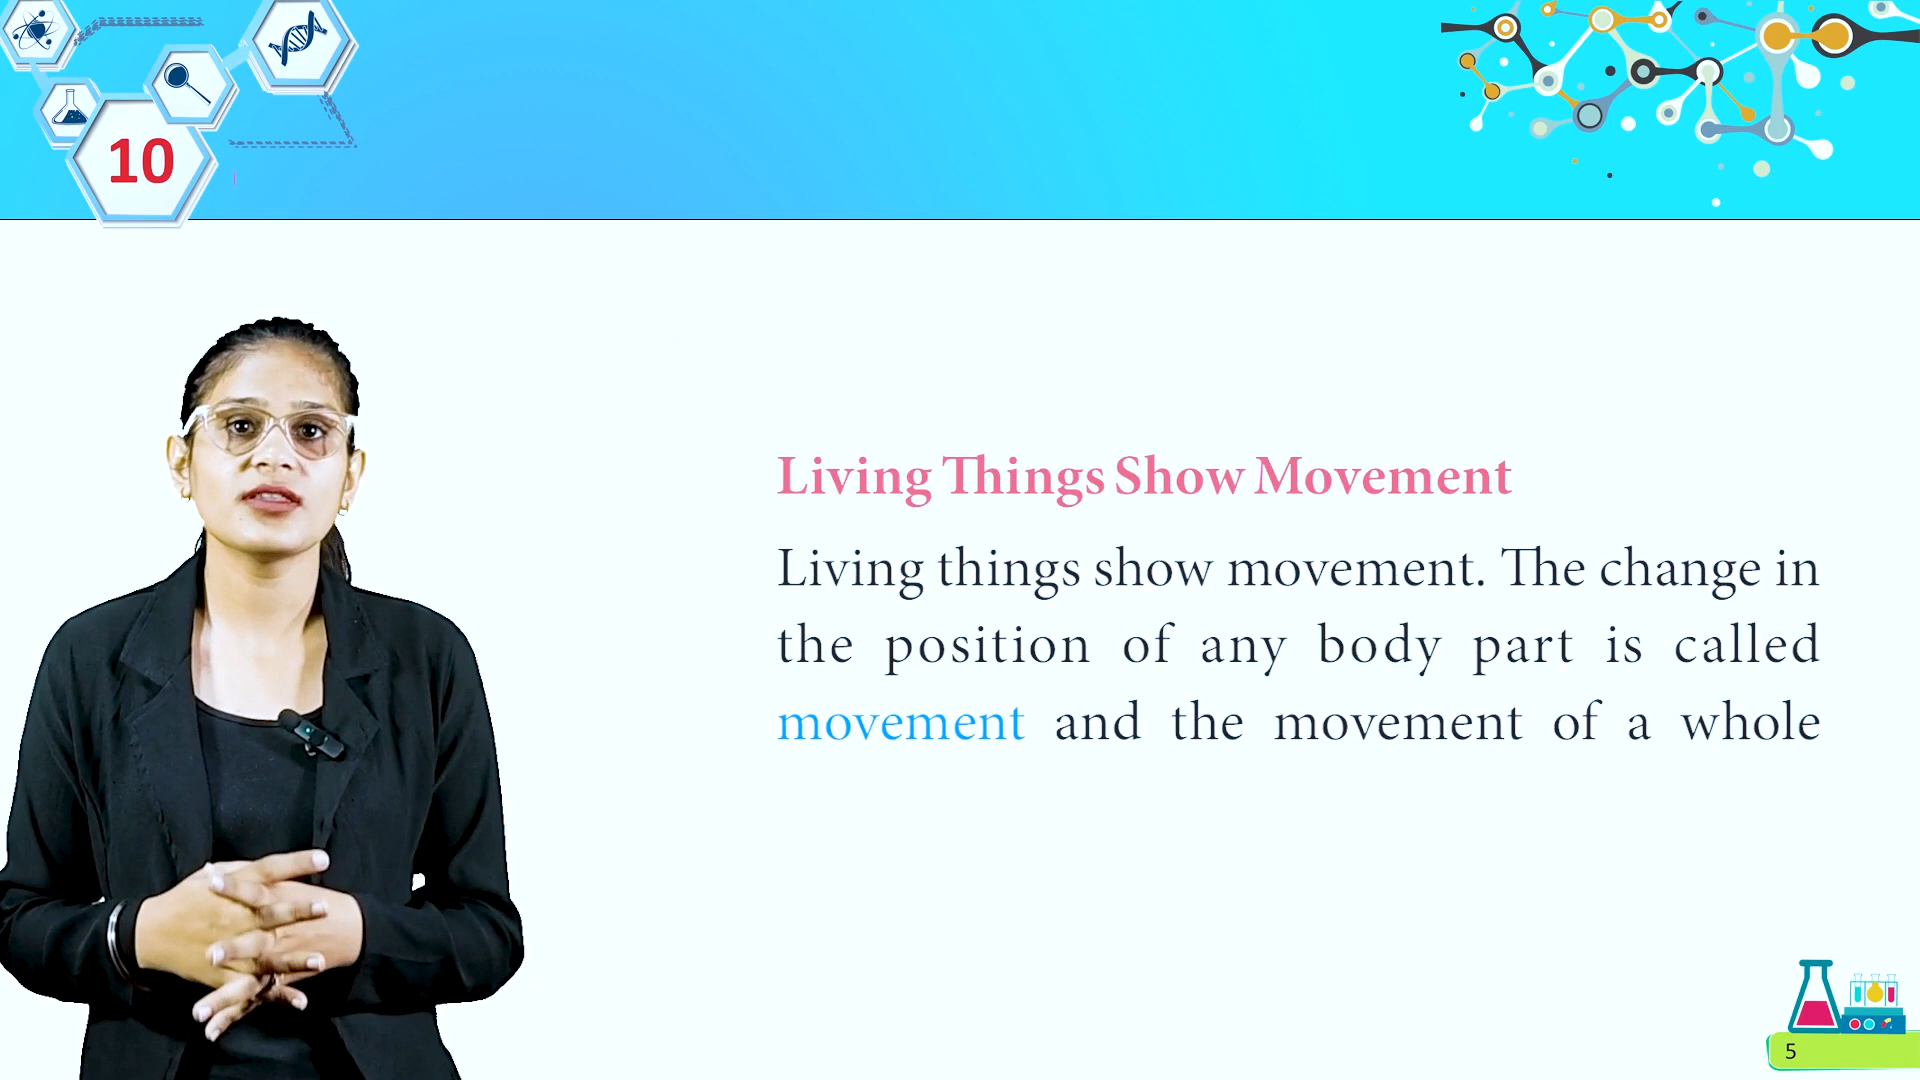 10
Living Things Show Movement
Living things show movement. The change in
the position of any body part is called
movement and the movement of a whole
5